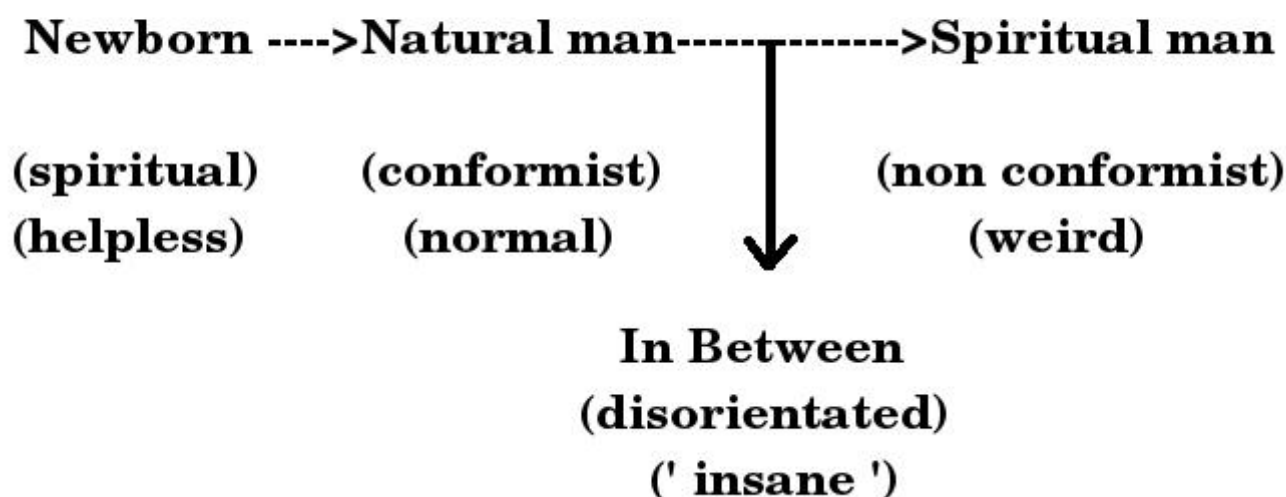 Newborn ---->Natural man-------------->Spiritual man
(spiritual) (conformist) (non conformist)
(helpless) (normal) (weird)
In Between
(disorientated)
(' insane ')